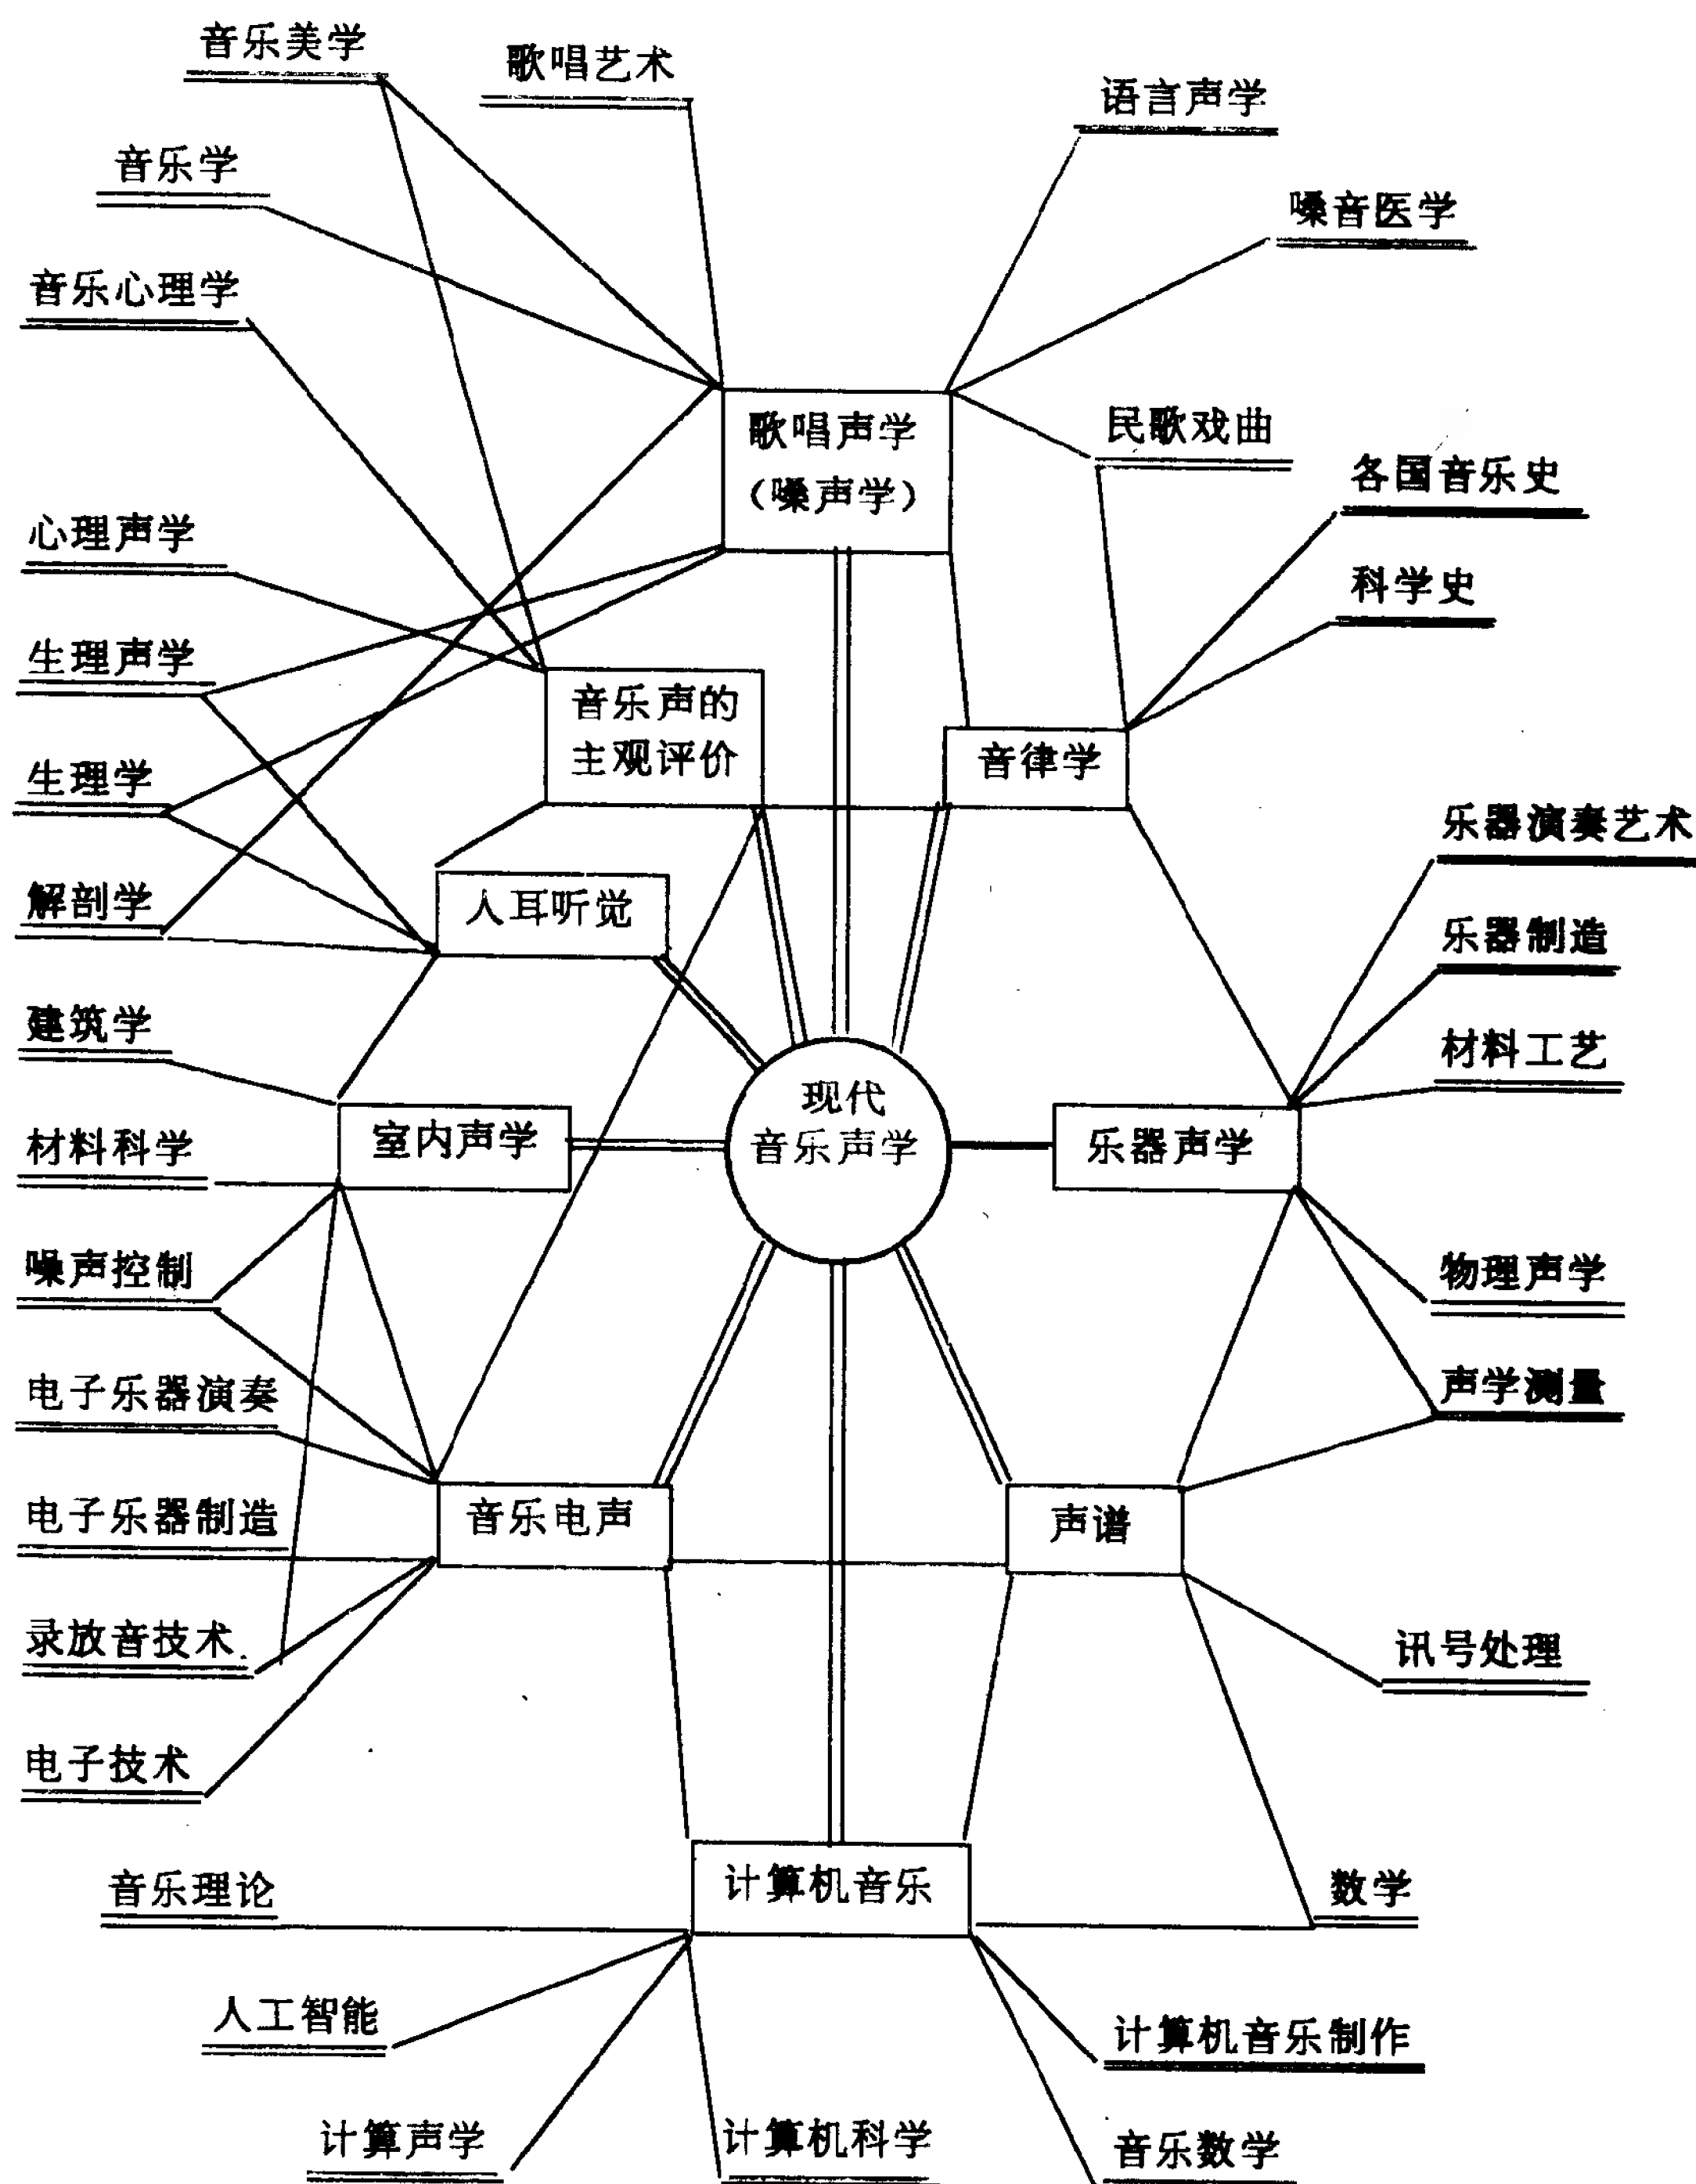 音乐美学
歌唱艺术
语言声学
音乐学
嗓音医学
音乐心理学
歌唱声学
（嗓声学）
民歌戏曲
各国音乐史
心理声学
科学史
生理声学
音乐声的
主观评价
音律学
生理学
乐器演奏艺术
解剖学
人耳听觉
乐器制造
建筑学
材料工艺
现代
音乐声学
室内声学
乐器声学
材料科学
噪声控制
物理声学
电子乐器演奏
声学测量
电子乐器制造
音乐电声
声谱
录放音技术
讯号处理
电子技术
音乐理论
计算机音乐
数学
人工智能
计算机音乐制作
计算声学
计算机科学
音乐数学